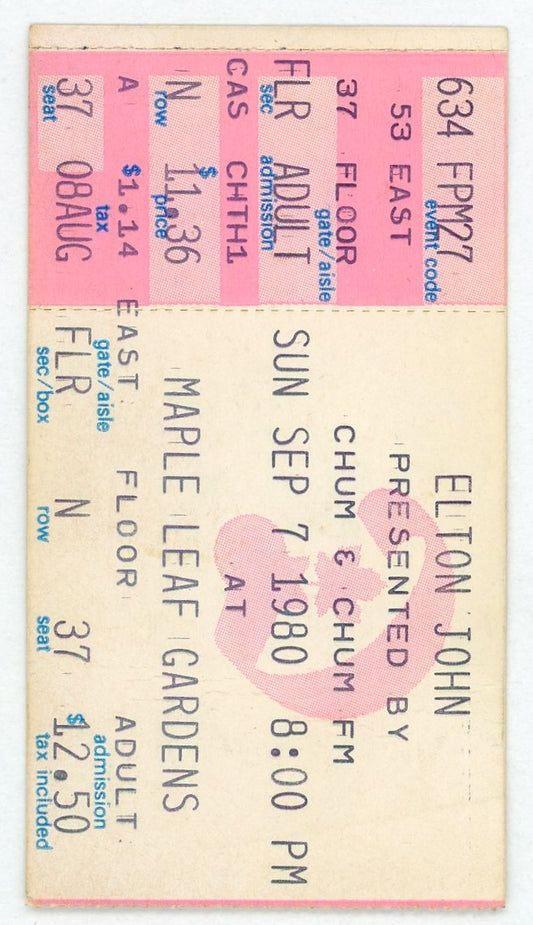 634 FPM27
event code
53 EAST
37 FLOOR
gate/aisle
FLR ADULT
sec admission
CAS CHTH1
N $11.36
row price
A $1.14
tax
37 08AUG
seat
ELTON JOHN
PRESENTED BY
CHUM & CHUM FM
SUN SEP 7 1980 8:00 PM
AT
MAPLE LEAF GARDENS
EAST FLOOR ADULT
gate/aisle admission
FLR N 37 $12.50
sec/box row seat tax included